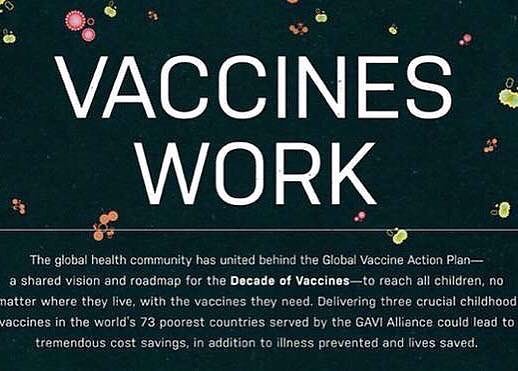 VACCINES
WORK
The global health community has united behind the Global Vaccine Action Plan—
a shared vision and roadmap for the Decade of Vaccines—to reach all children, no
matter where they live, with the vaccines they need. Delivering three crucial childhood
vaccines in the world's 73 poorest countries served by the GAVI Alliance could lead to
tremendous cost savings, in addition to illness prevented and lives saved.